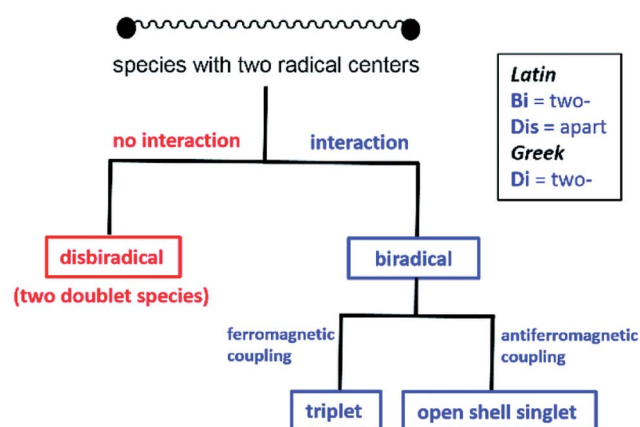 species with two radical centers
Latin
Bi = two-
Dis = apart
Greek
Di = two-
no interaction
interaction
disbiradical
(two doublet species)
biradical
ferromagnetic
coupling
antiferromagnetic
coupling
triplet
open shell singlet